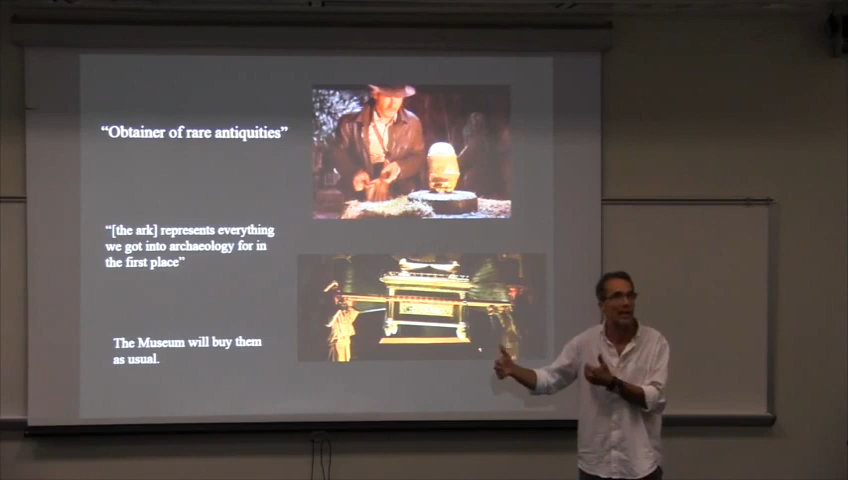 “Obtainer of rare antiquities”
“[the ark] represents everything
we got into archaeology for in
the first place”
The Museum will buy them
as usual.